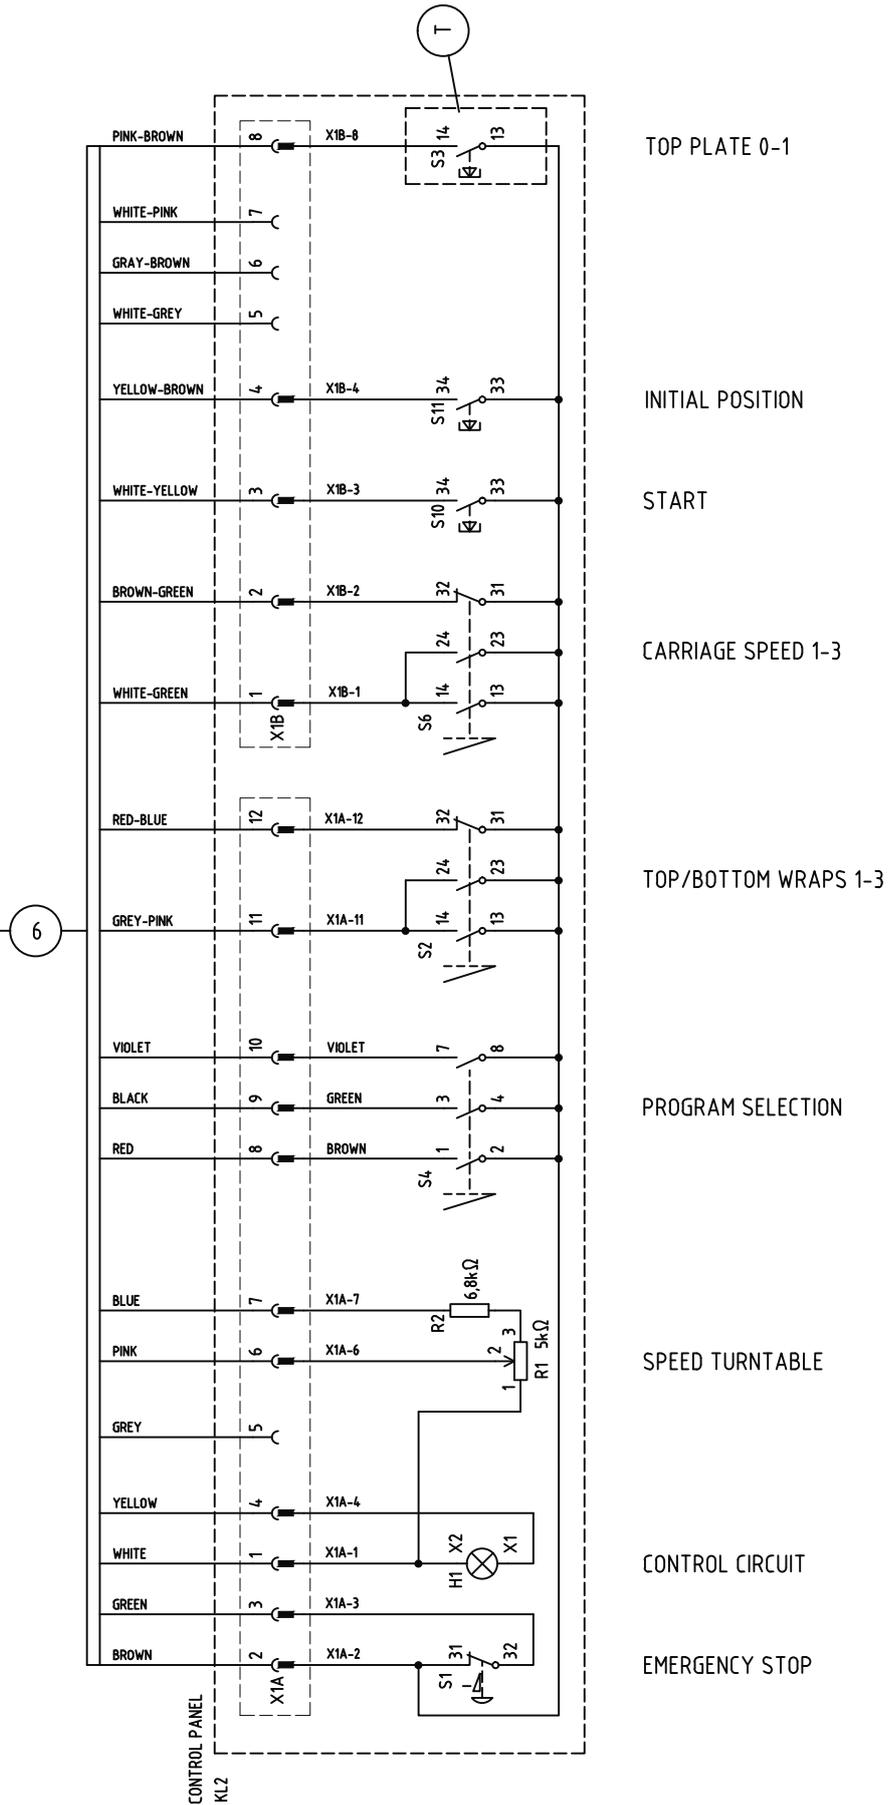 T
PINK-BROWN 8 X1B-8 S3 14 13 TOP PLATE 0-1
WHITE-PINK 7
GRAY-BROWN 6
WHITE-GREY 5
YELLOW-BROWN 4 X1B-4 S11 34 33 INITIAL POSITION
WHITE-YELLOW 3 X1B-3 S10 34 33 START
BROWN-GREEN 2 X1B-2 32 31
24 23 CARRIAGE SPEED 1-3
WHITE-GREEN 1 X1B-1 14 13
X1B S6
RED-BLUE 12 X1A-12 32 31
24 23 TOP/BOTTOM WRAPS 1-3
6 GREY-PINK 11 X1A-11 14 13
S2
VIOLET 10 VIOLET 7 8
BLACK 9 GREEN 3 4 PROGRAM SELECTION
RED 8 BROWN 1 2
S4
BLUE 7 X1A-7 R2 6,8kΩ
PINK 6 X1A-6 2 3 1 R1 5kΩ SPEED TURNTABLE
GREY 5
YELLOW 4 X1A-4
WHITE 1 X1A-1 H1 X2 X1 CONTROL CIRCUIT
GREEN 3 X1A-3
BROWN 2 X1A-2 31 32 EMERGENCY STOP
X1A S1
CONTROL PANEL
KL2